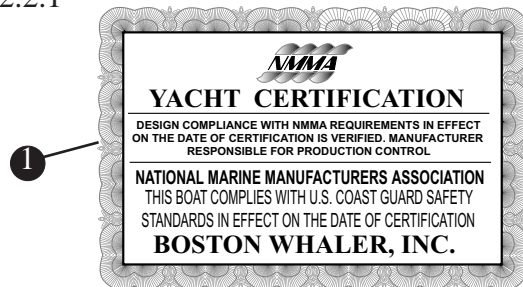 2.2.1
NMMA
YACHT CERTIFICATION
DESIGN COMPLIANCE WITH NMMA REQUIREMENTS IN EFFECT
ON THE DATE OF CERTIFICATION IS VERIFIED. MANUFACTURER
RESPONSIBLE FOR PRODUCTION CONTROL
1
NATIONAL MARINE MANUFACTURERS ASSOCIATION
THIS BOAT COMPLIES WITH U.S. COAST GUARD SAFETY
STANDARDS IN EFFECT ON THE DATE OF CERTIFICATION
BOSTON WHALER, INC.